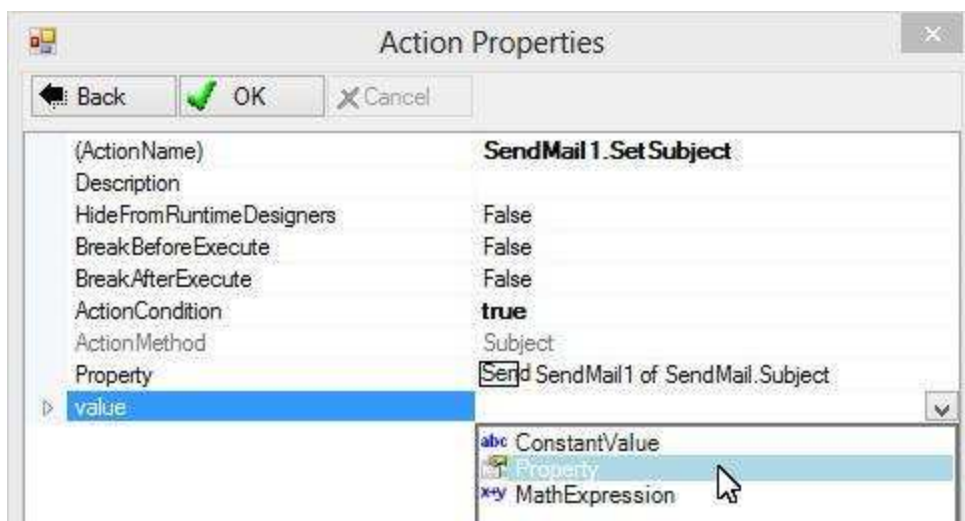 Action Properties
Back OK Cancel
(ActionName) SendMail1.SetSubject
Description
HideFromRuntimeDesigners False
BreakBeforeExecute False
BreakAfterExecute False
ActionCondition true
ActionMethod Subject
Property Send SendMail1 of SendMail.Subject
value
abc ConstantValue
Property
x+y MathExpression